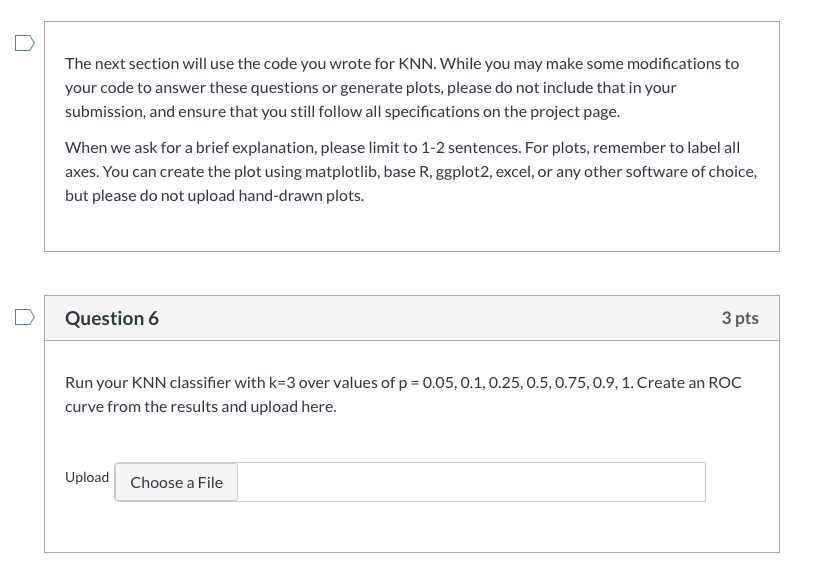 The next section will use the code you wrote for KNN. While you may make some modifications to
your code to answer these questions or generate plots, please do not include that in your
submission, and ensure that you still follow all specifications on the project page.
When we ask for a brief explanation, please limit to 1-2 sentences. For plots, remember to label all
axes. You can create the plot using matplotlib, base R, ggplot2, excel, or any other software of choice,
but please do not upload hand-drawn plots.
Question 6 3 pts
Run your KNN classifier with k=3 over values of p = 0.05, 0.1, 0.25, 0.5, 0.75, 0.9, 1. Create an ROC
curve from the results and upload here.
Upload Choose a File